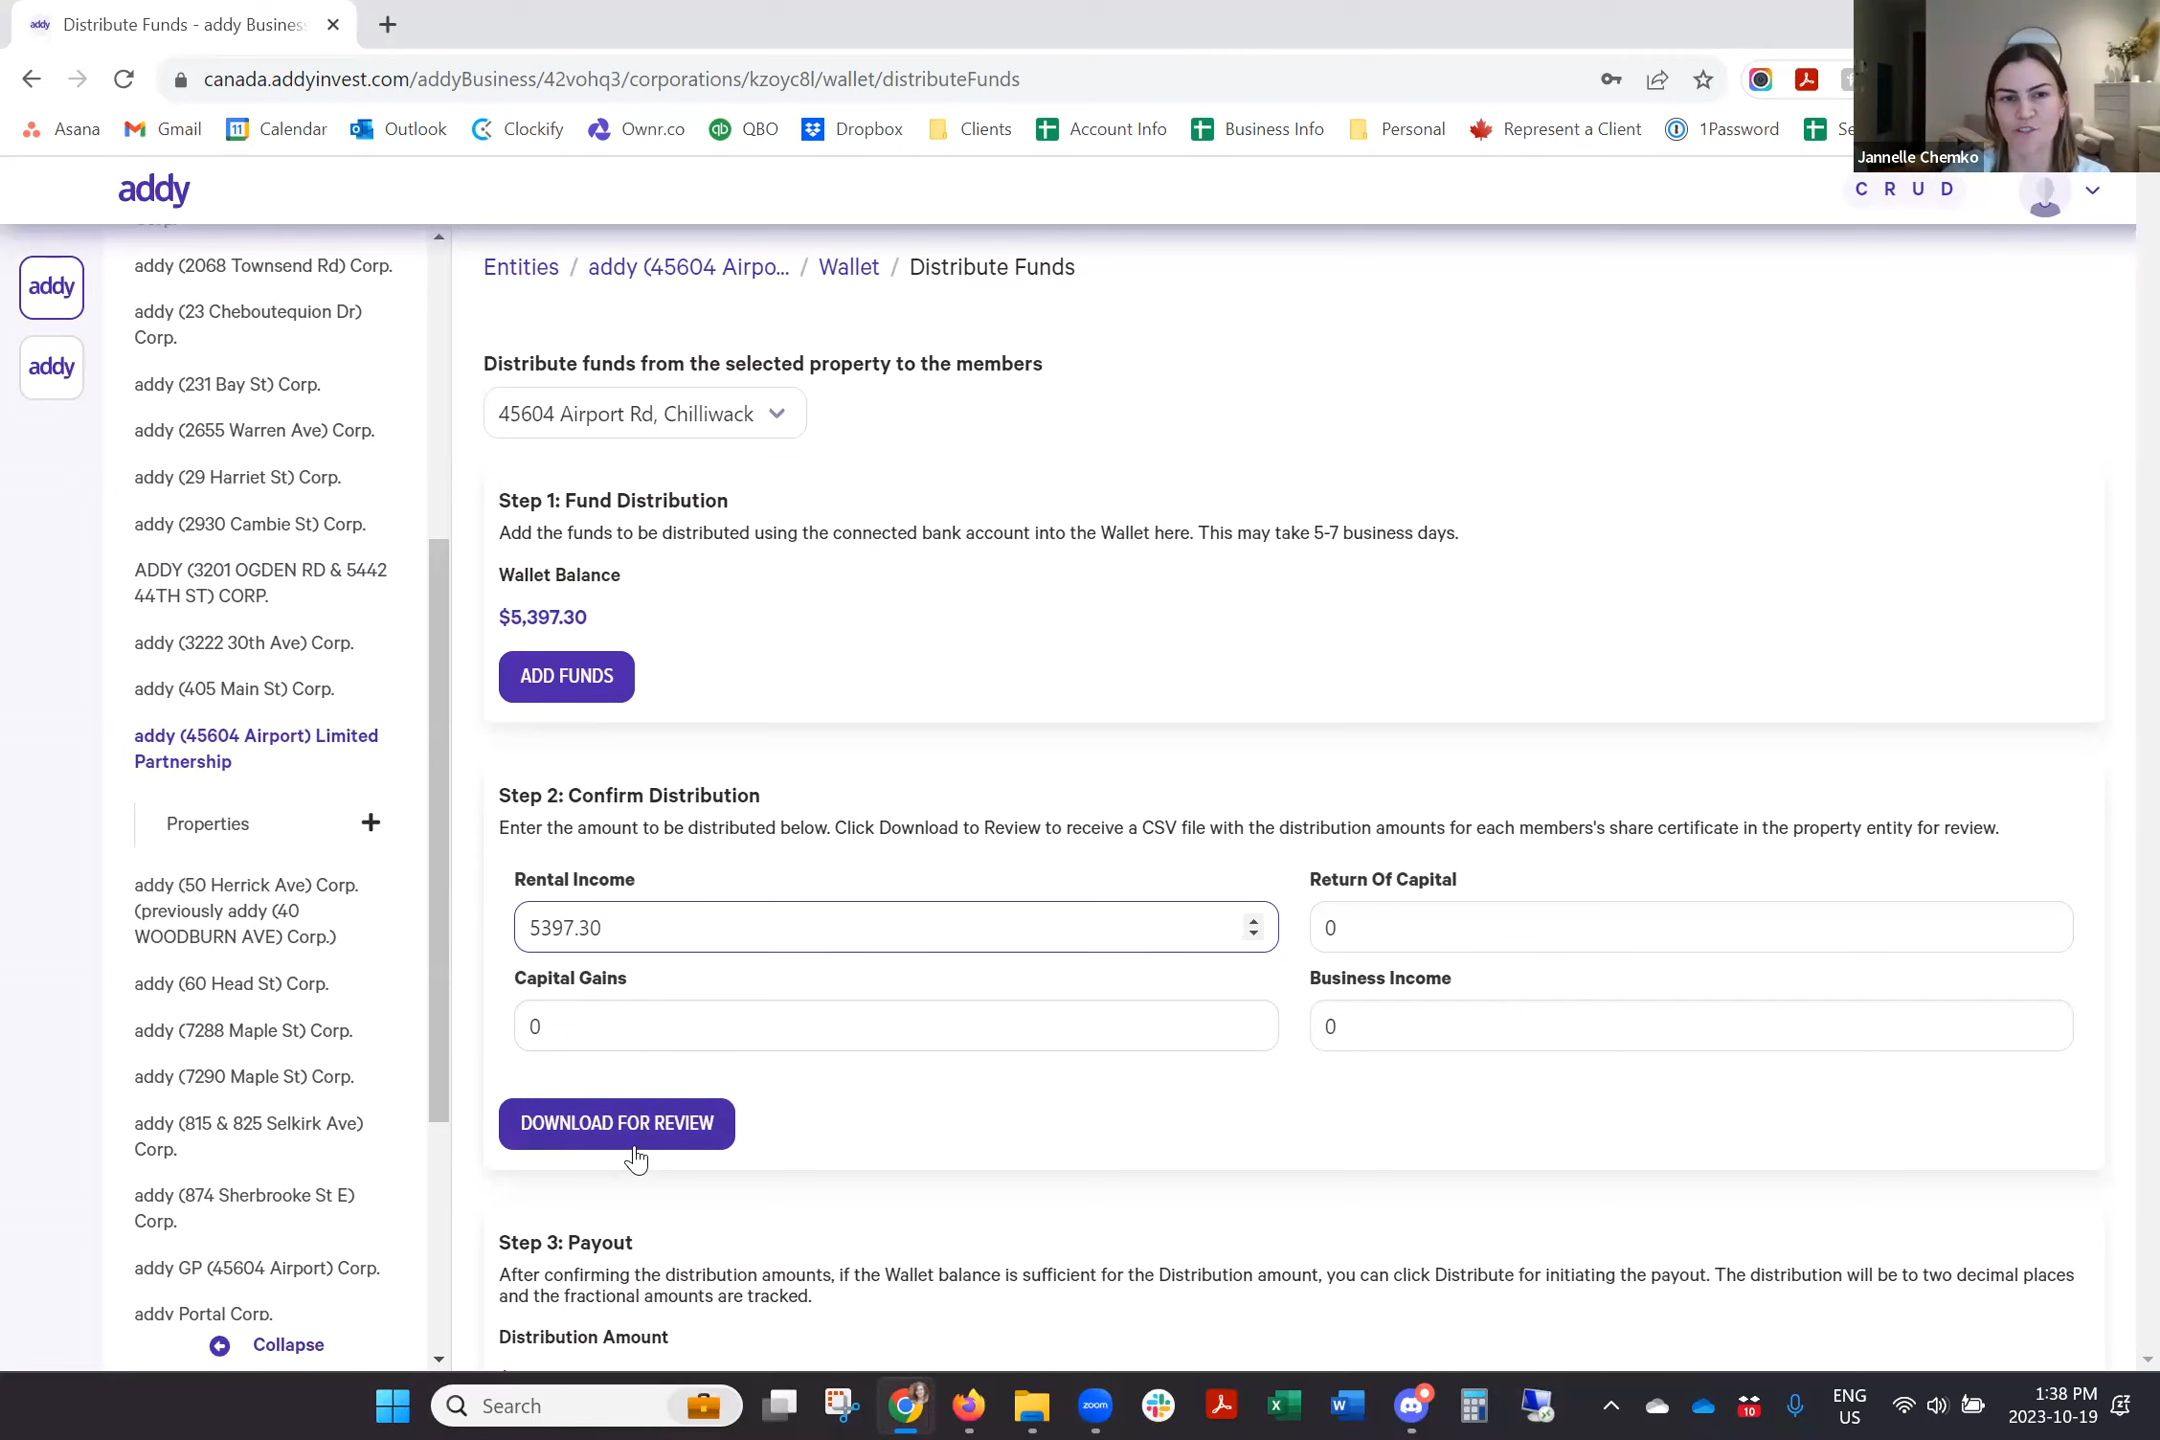 addy Distribute Funds - addy Busines
canada.addyinvest.com/addyBusiness/42vohq3/corporations/kzoyc8l/wallet/distributeFunds
Asana Gmail 11 Calendar Outlook Clockify Ownr.co qb QBO Dropbox Clients Account Info Business Info Personal Represent a Client 1Password Se
Jannelle Chemko
addy
C R U D
addy
addy
Corp.
addy (2068 Townsend Rd) Corp.
addy (23 Cheboutequion Dr)
Corp.
addy (231 Bay St) Corp.
addy (2655 Warren Ave) Corp.
addy (29 Harriet St) Corp.
addy (2930 Cambie St) Corp.
ADDY (3201 OGDEN RD & 5442
44TH ST) CORP.
addy (3222 30th Ave) Corp.
addy (405 Main St) Corp.
addy (45604 Airport) Limited
Partnership
Properties
addy (50 Herrick Ave) Corp.
(previously addy (40
WOODBURN AVE) Corp.)
addy (60 Head St) Corp.
addy (7288 Maple St) Corp.
addy (7290 Maple St) Corp.
addy (815 & 825 Selkirk Ave)
Corp.
addy (874 Sherbrooke St E)
Corp.
addy GP (45604 Airport) Corp.
addy Portal Corp.
Collapse
Entities / addy (45604 Airpo... / Wallet / Distribute Funds
Distribute funds from the selected property to the members
45604 Airport Rd, Chilliwack
Step 1: Fund Distribution
Add the funds to be distributed using the connected bank account into the Wallet here. This may take 5-7 business days.
Wallet Balance
$5,397.30
ADD FUNDS
Step 2: Confirm Distribution
Enter the amount to be distributed below. Click Download to Review to receive a CSV file with the distribution amounts for each members's share certificate in the property entity for review.
Rental Income
5397.30
Return Of Capital
0
Capital Gains
0
Business Income
0
DOWNLOAD FOR REVIEW
Step 3: Payout
After confirming the distribution amounts, if the Wallet balance is sufficient for the Distribution amount, you can click Distribute for initiating the payout. The distribution will be to two decimal places
and the fractional amounts are tracked.
Distribution Amount
Search
zoom
X
W
10
ENG
US
1:38 PM
2023-10-19